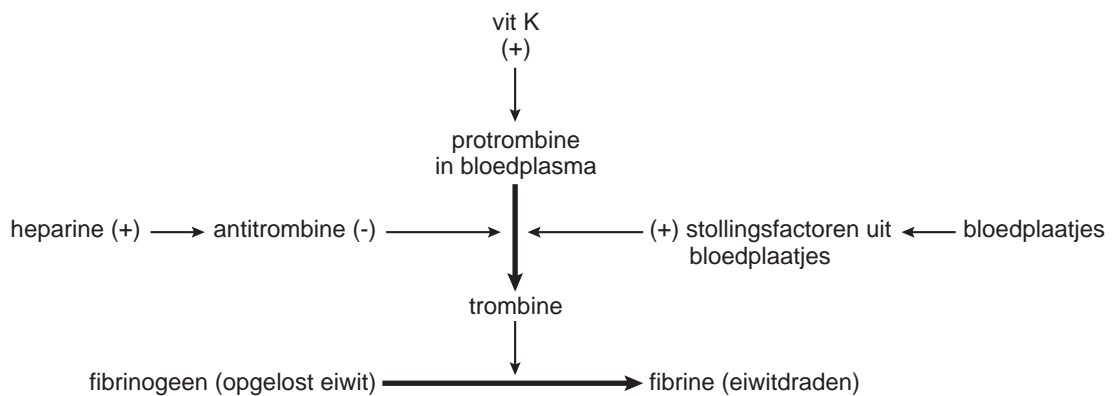 vit K
(+)
protrombine
in bloedplasma
heparine (+) antitrombine (-) (+) stollingsfactoren uit bloedplaatjes
bloedplaatjes
trombine
fibrinogeen (opgelost eiwit) fibrine (eiwitdraden)